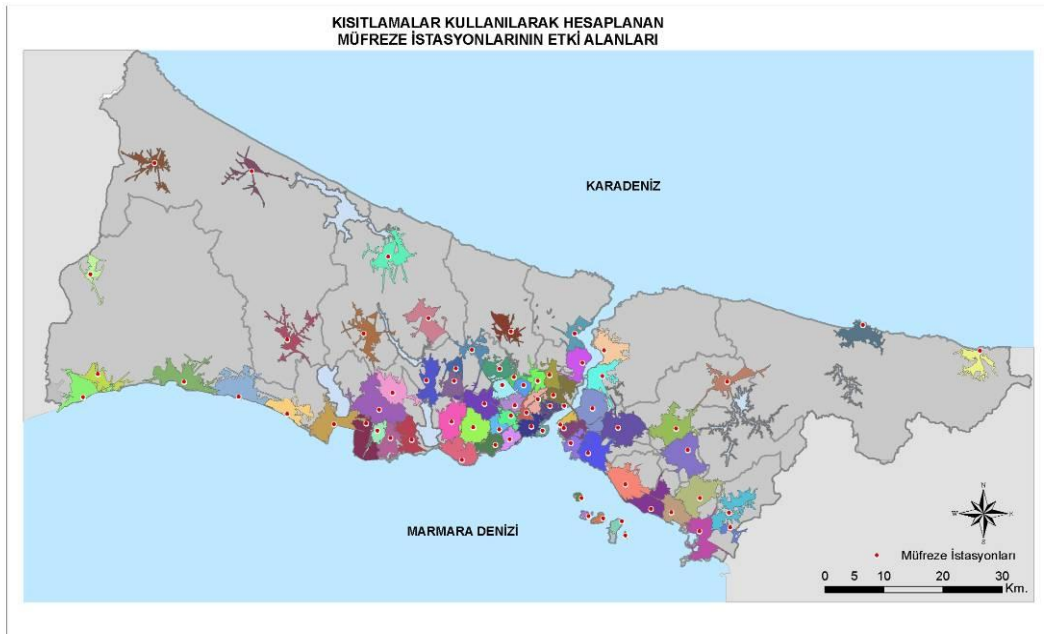 KISITLAMALAR KULLANILARAK HESAPLANAN
MÜFREZE İSTASYONLARININ ETKİ ALANLARI
KARADENİZ
MARMARA DENİZİ
N
S
Müfreze İstasyonları
0 5 10 20 30
Km.